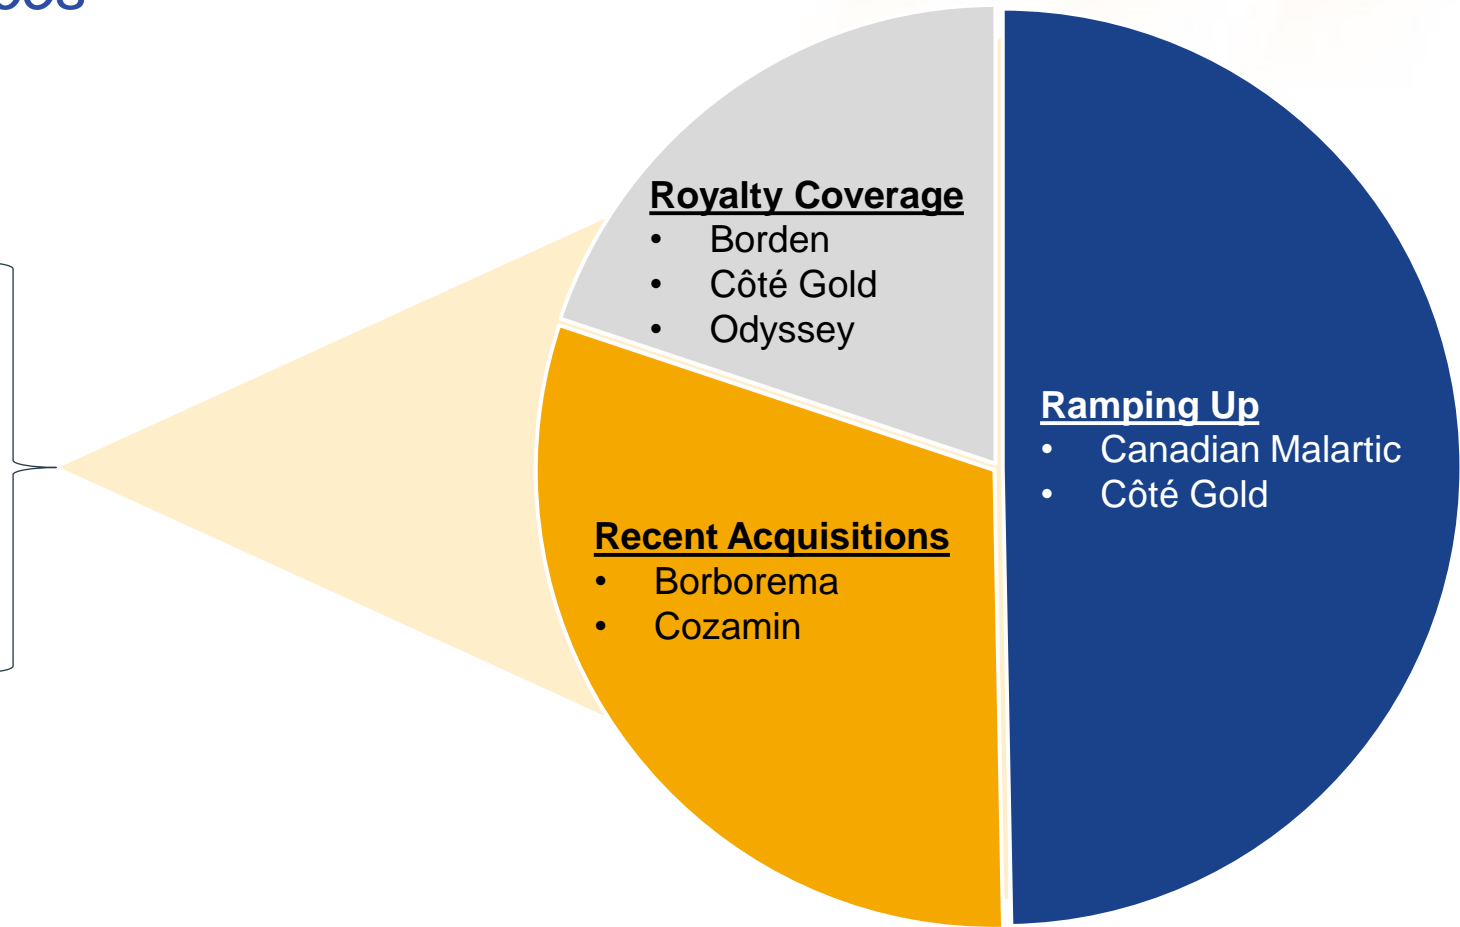 Royalty Coverage
• Borden
• Côté Gold
• Odyssey
Ramping Up
• Canadian Malartic
• Côté Gold
Recent Acquisitions
• Borborema
• Cozamin